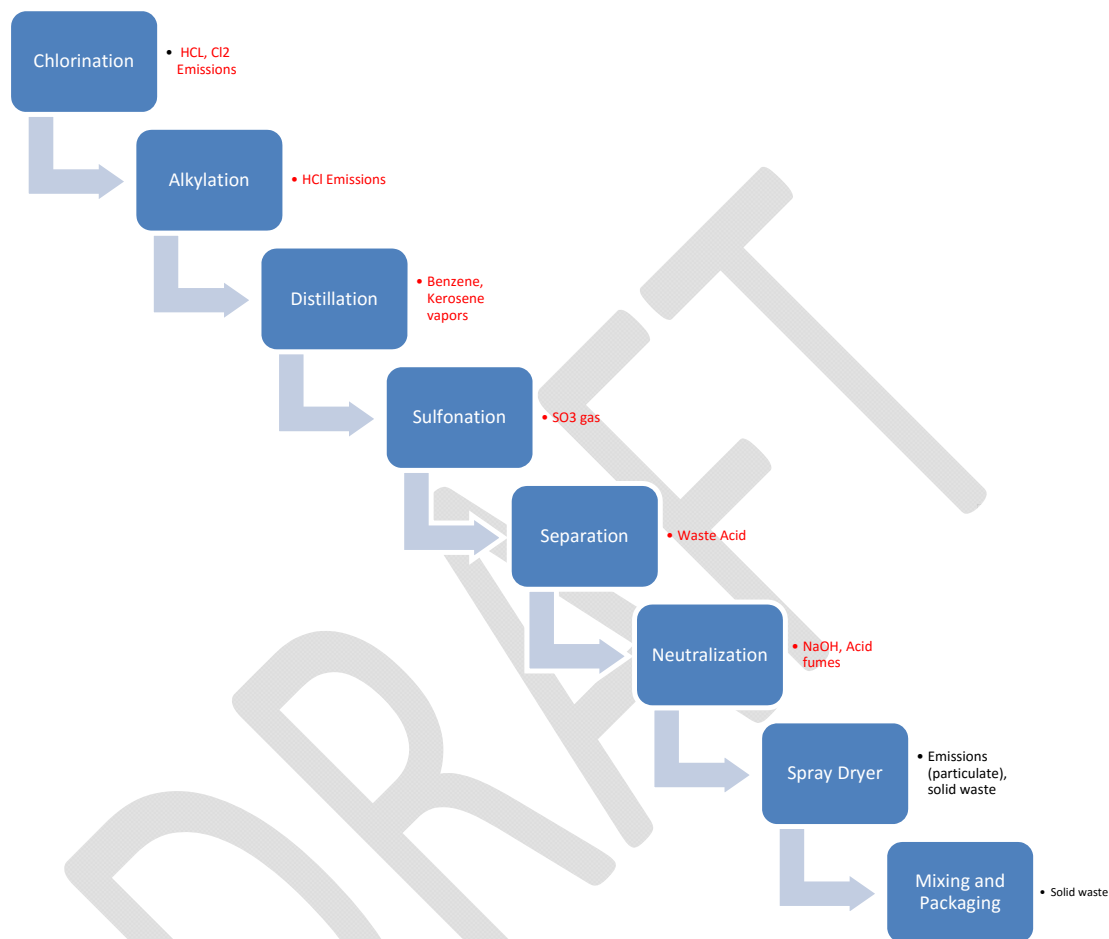 Chlorination
• HCL, Cl2
Emissions
Alkylation
• HCl Emissions
Distillation
• Benzene,
Kerosene
vapors
Sulfonation
• SO3 gas
Separation
• Waste Acid
Neutralization
• NaOH, Acid
fumes
Spray Dryer
• Emissions
(particulate),
solid waste
Mixing and
Packaging
• Solid waste
DRAFT